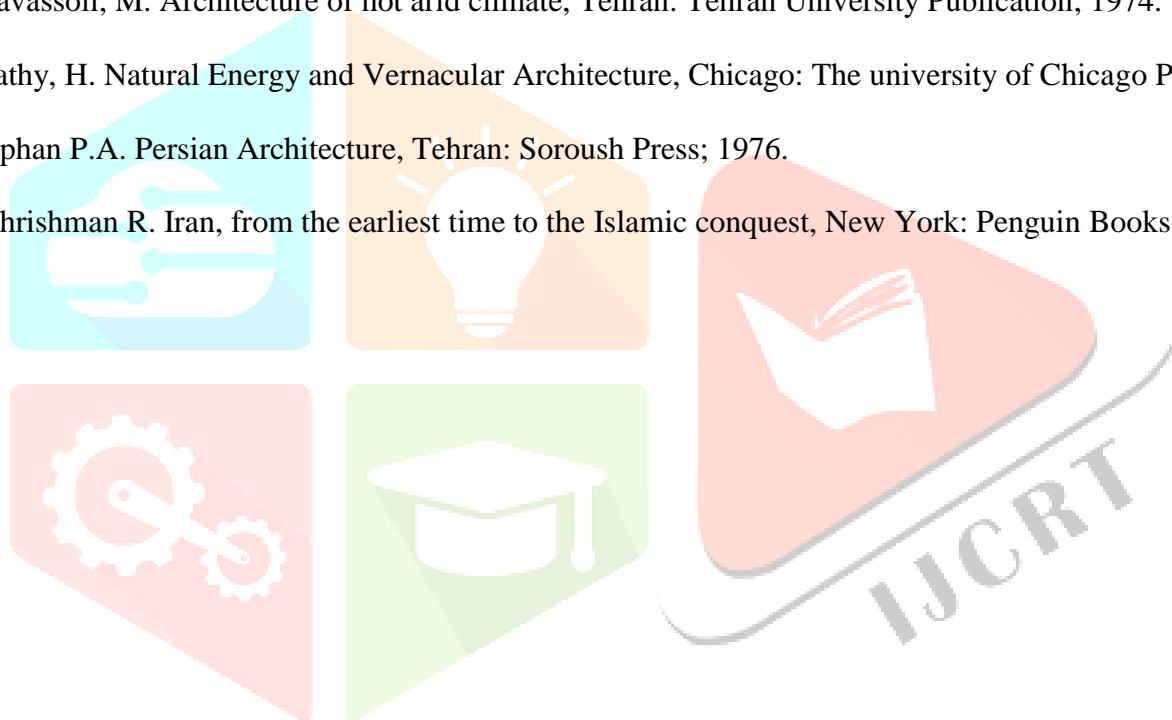 avassoli, M. Architecture of hot arid climate, Tehran: Tehran University Publication, 1974.
athy, H. Natural Energy and Vernacular Architecture, Chicago: The university of Chicago P
phan P.A. Persian Architecture, Tehran: Soroush Press; 1976.
hrishman R. Iran, from the earliest time to the Islamic conquest, New York: Penguin Books
IJCRT